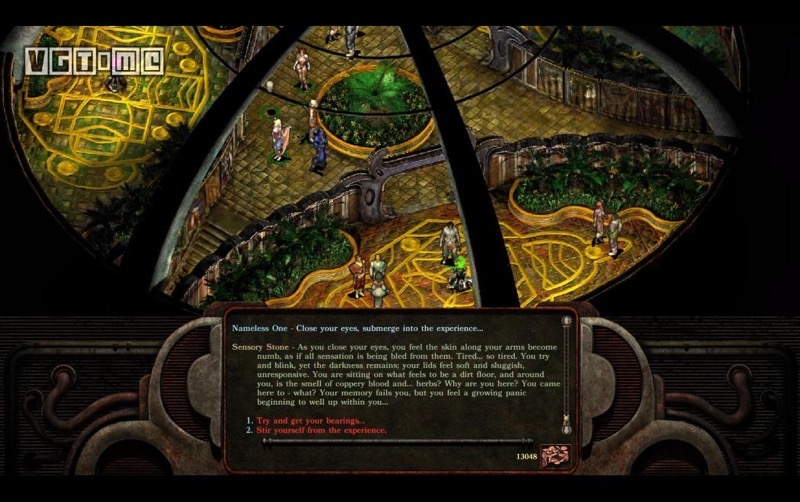 VGTIME
Nameless One - Close your eyes, submerge into the experience...
Sensory Stone - As you close your eyes, you feel the skin along your arms become
numb, as if all sensation is being bled from them. Tired... so tired. You try
and blink, yet the darkness remains; your lids feel soft and sluggish,
unresponsive. You are sitting on what feels to be a dirt floor, and around
you, is the smell of coppery blood and... herbs? Why are you here? You came
here to - what? Your memory fails you, but you feel a growing panic
beginning to well up within you...
1. Try and get your bearings...
2. Stir yourself from the experience.
13048